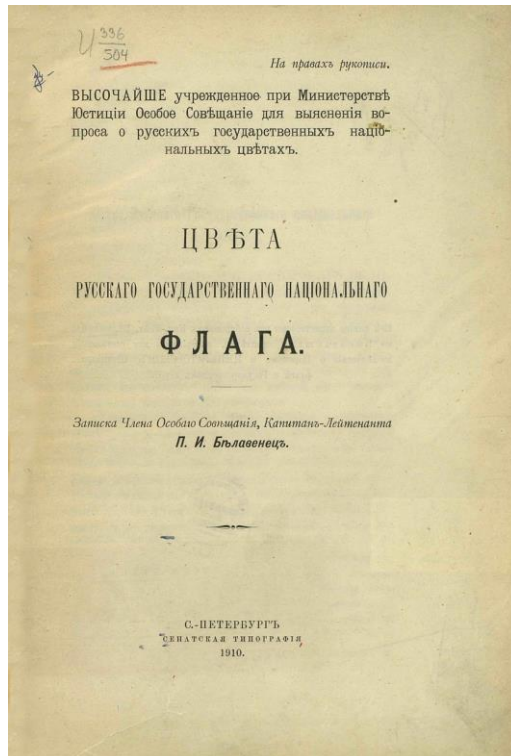 И 336
504
На правахъ рукописи.
ВЫСОЧАЙШЕ учрежденное при Министерствѣ
Юстиціи Особое Совѣщаніе для выясненія во-
проса о русскихъ государственныхъ націо-
нальныхъ цвѣтахъ.
ЦВѢТА
РУССКАГО ГОСУДАРСТВЕННАГО НАЦІОНАЛЬНАГО
ФЛАГА.
Записка Члена Особаго Совѣщанія, Капитанъ-Лейтенанта
П. И. Бѣлавенецъ.
С.-ПЕТЕРБУРГЪ
СЕНАТСКАЯ ТИПОГРАФІЯ
1910.